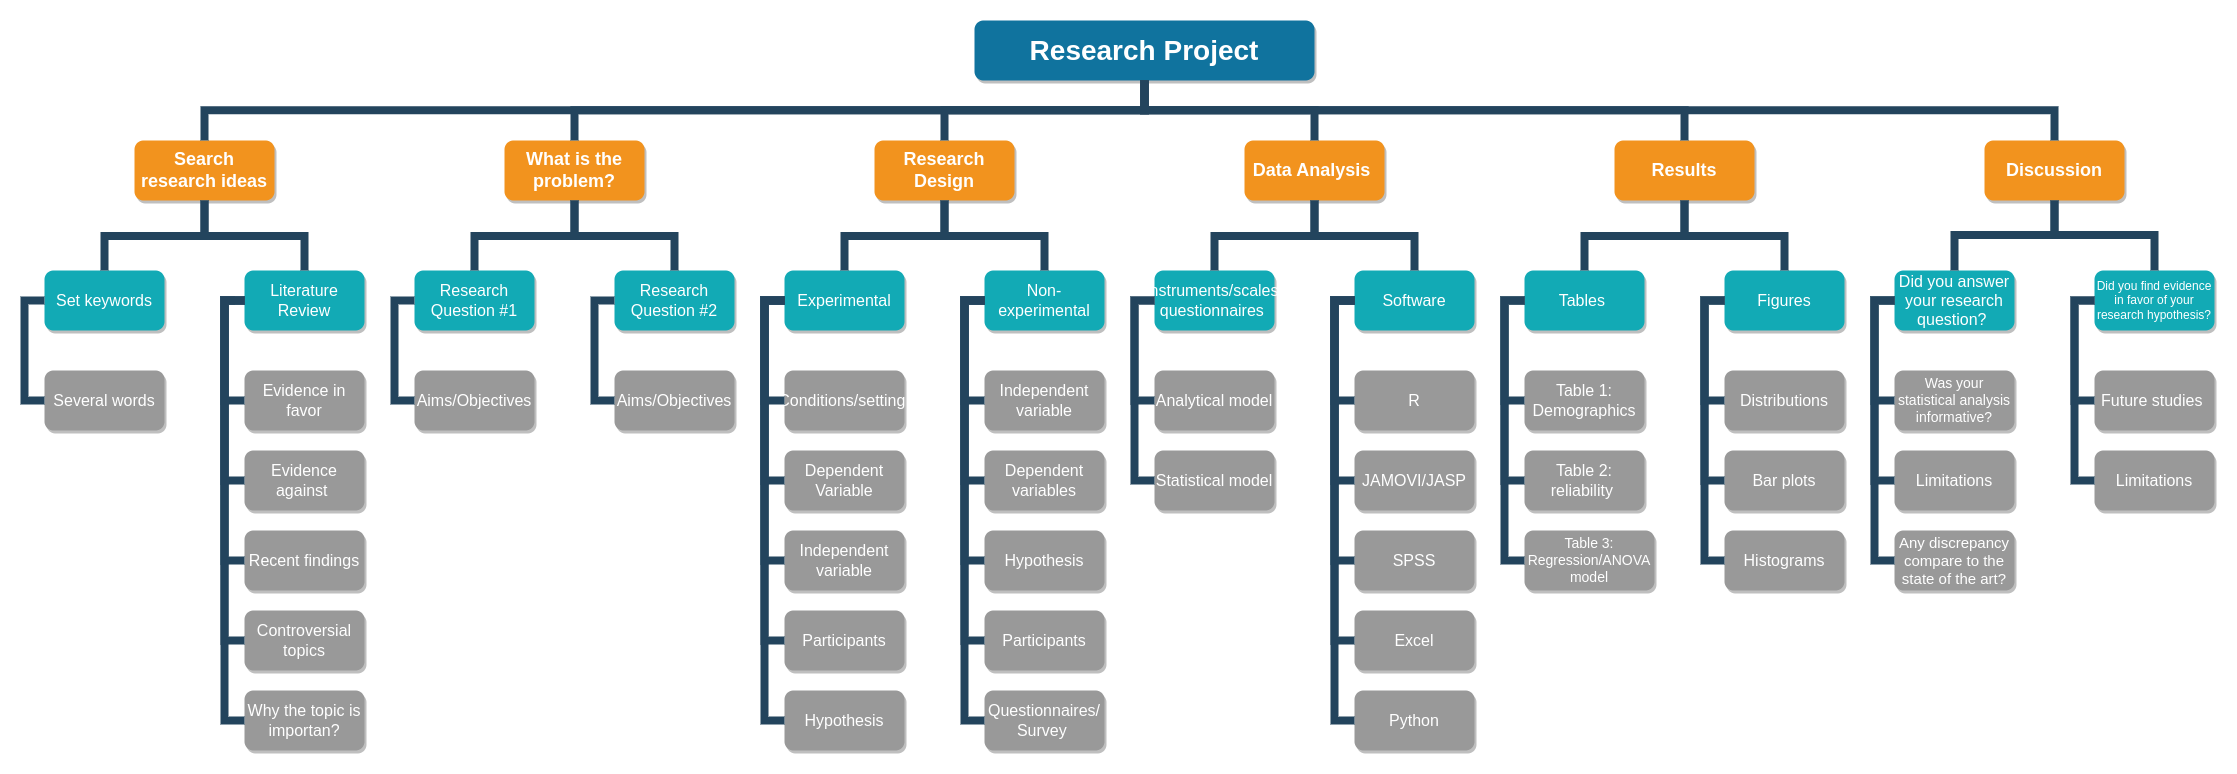 Research Project
Search
research ideas
What is the
problem?
Research
Design
Data Analysis
Results
Discussion
Set keywords
Literature
Review
Research
Question #1
Research
Question #2
Experimental
Non-
experimental
nstruments/scales
questionnaires
Software
Tables
Figures
Did you answer
your research
question?
Did you find evidence
in favor of your
research hypothesis?
Several words
Evidence in
favor
Aims/Objectives
Aims/Objectives
Conditions/setting
Independent
variable
Analytical model
R
Table 1:
Demographics
Distributions
Was your
statistical analysis
informative?
Future studies
Evidence
against
Dependent
Variable
Dependent
variables
Statistical model
JAMOVI/JASP
Table 2:
reliability
Bar plots
Limitations
Limitations
Recent findings
Independent
variable
Hypothesis
SPSS
Table 3:
Regression/ANOVA
model
Histograms
Any discrepancy
compare to the
state of the art?
Controversial
topics
Participants
Participants
Excel
Why the topic is
importan?
Hypothesis
Questionnaires/
Survey
Python